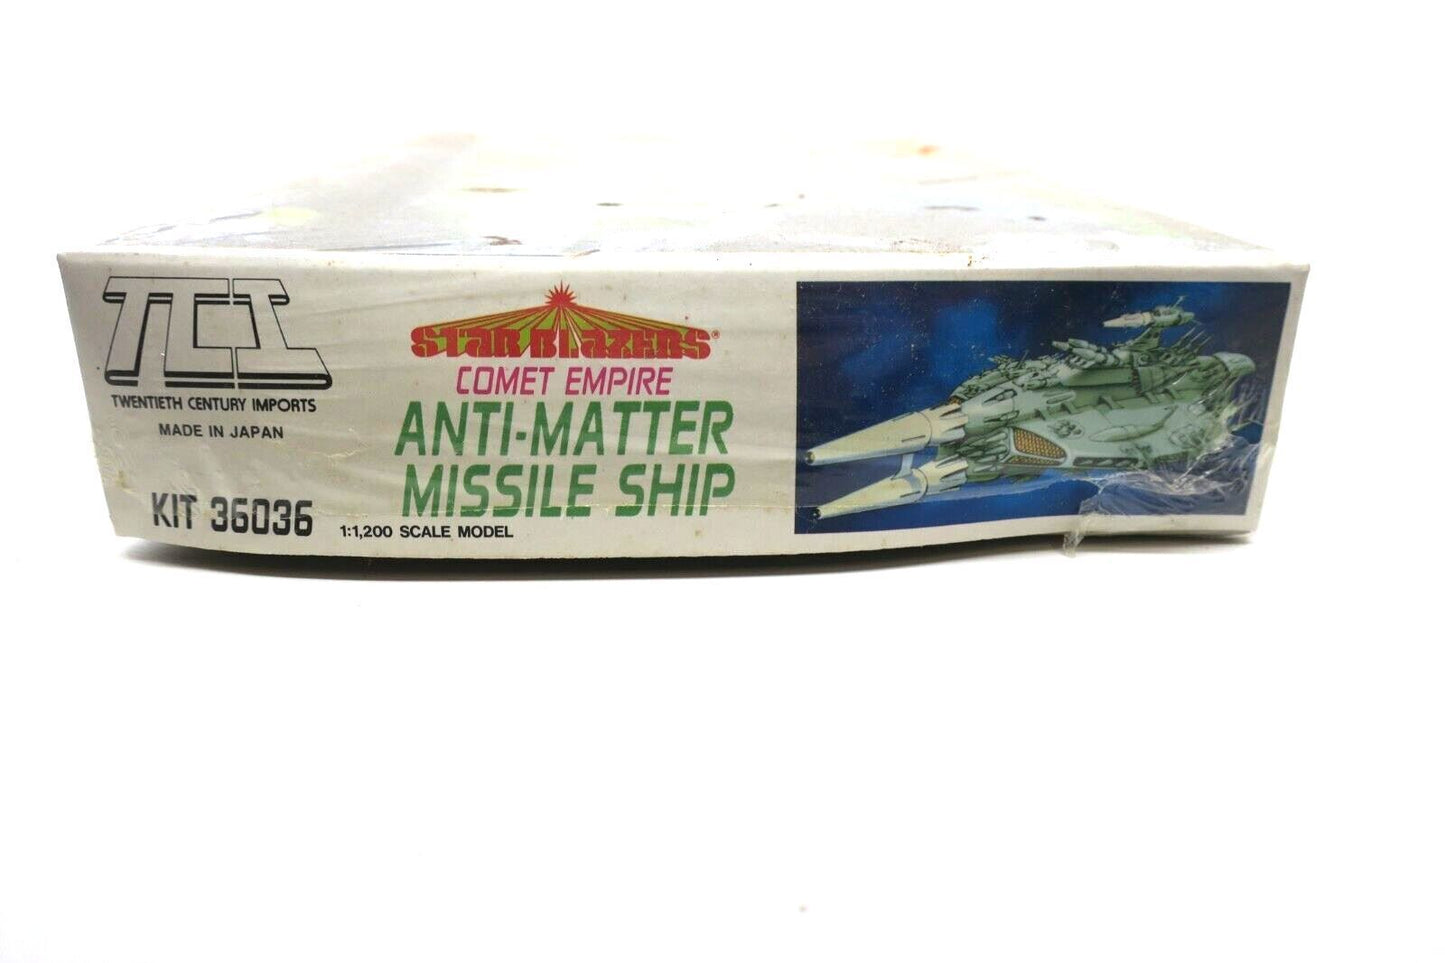 TCI
TWENTIETH CENTURY IMPORTS
MADE IN JAPAN
KIT 36036
STAR BLAZERS®
COMET EMPIRE
ANTI-MATTER
MISSILE SHIP
1:1,200 SCALE MODEL